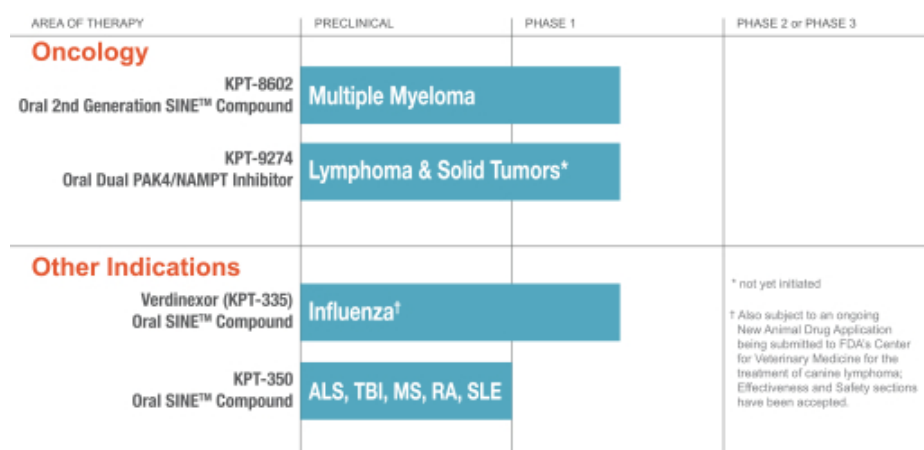 AREA OF THERAPY PRECLINICAL PHASE 1 PHASE 2 or PHASE 3
Oncology
KPT-8602
Oral 2nd Generation SINE™ Compound
Multiple Myeloma
KPT-9274
Oral Dual PAK4/NAMPT Inhibitor
Lymphoma & Solid Tumors*
Other Indications
Verdinexor (KPT-335)
Oral SINE™ Compound
Influenza†
KPT-350
Oral SINE™ Compound
ALS, TBI, MS, RA, SLE
* not yet initiated
† Also subject to an ongoing
New Animal Drug Application
being submitted to FDA's Center
for Veterinary Medicine for the
treatment of canine lymphoma;
Effectiveness and Safety sections
have been accepted.